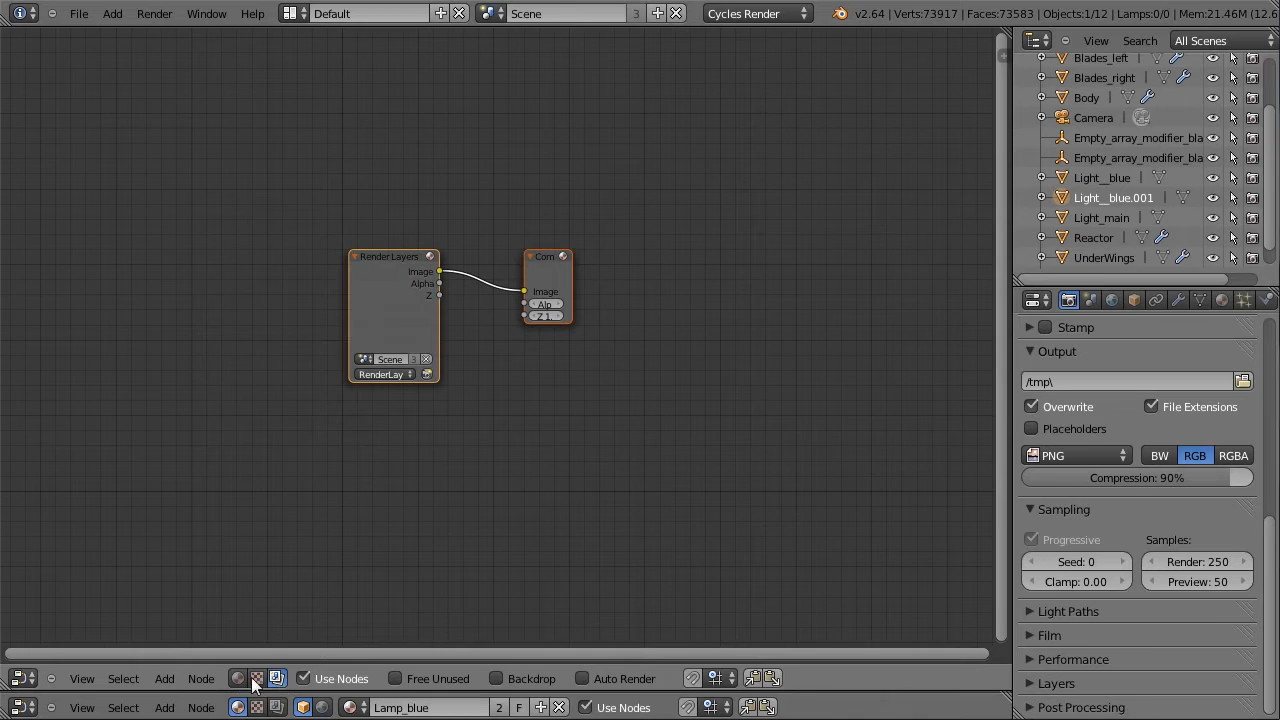 File Add Render Window Help Default Scene 3 Cycles Render v2.64 | Verts:73917 | Faces:73583 | Objects:1/12 | Lamps:0/0 | Mem:21.46M (12.6
View Search All Scenes
Blades_left
Blades_right
Body
Camera
Empty_array_modifier_bla
Empty_array_modifier_bla
Light__blue
Light__blue.001
Light_main
Reactor
UnderWings
Render Layers
Image
Alpha
Z
Scene 3
RenderLay
Com
Image
Alp
Z 1.
Stamp
Output
/tmp\
Overwrite File Extensions
Placeholders
PNG BW RGB RGBA
Compression: 90%
Sampling
Progressive Samples:
Seed: 0 Render: 250
Clamp: 0.00 Preview: 50
Light Paths
Film
Performance
Layers
Post Processing
View Select Add Node Use Nodes Free Unused Backdrop Auto Render
View Select Add Node Lamp_blue 2 F Use Nodes